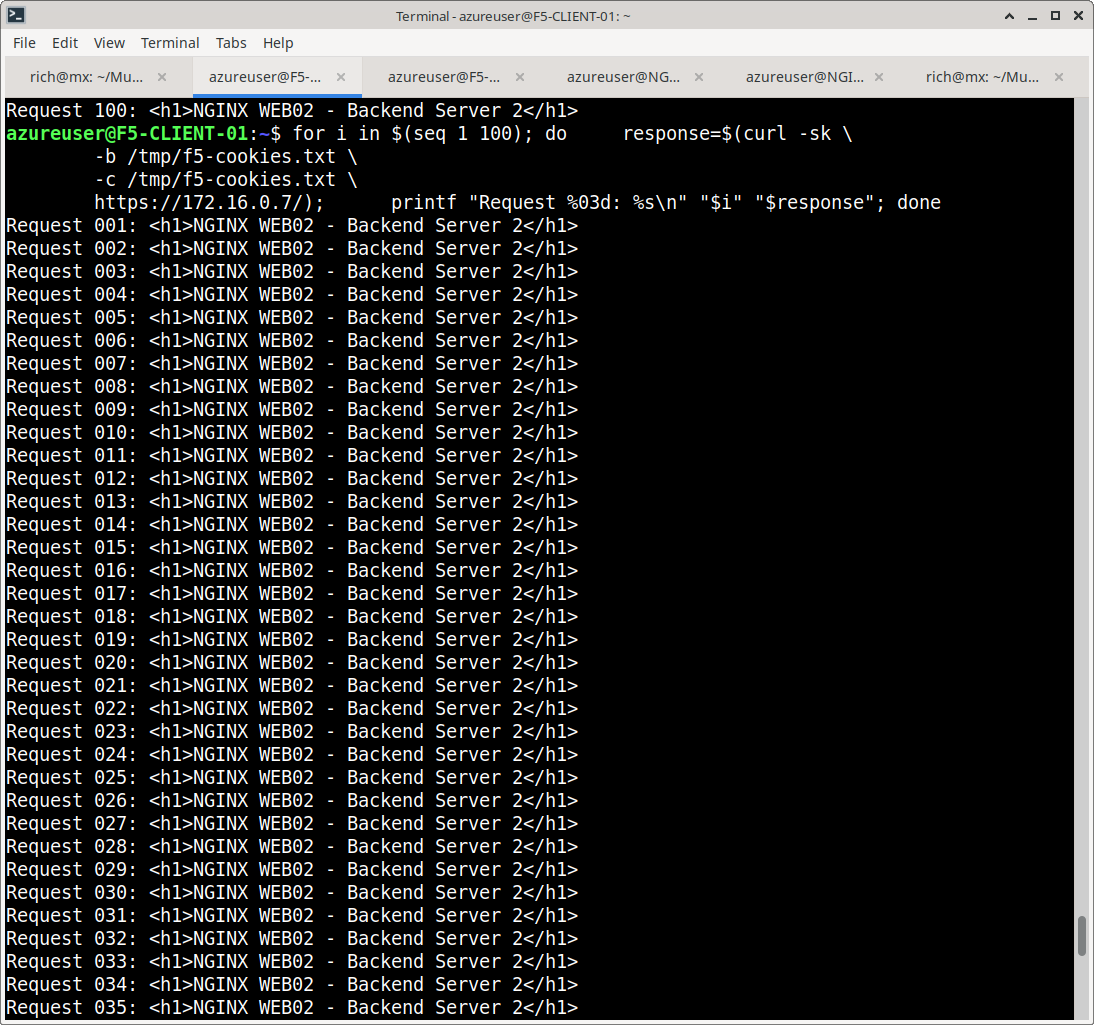 Terminal - azureuser@F5-CLIENT-01: ~
File Edit View Terminal Tabs Help
rich@mx: ~/Mu... azureuser@F5-... azureuser@F5-... azureuser@NG... azureuser@NGI... rich@mx: ~/Mu...
Request 100: <h1>NGINX WEB02 - Backend Server 2</h1>
azureuser@F5-CLIENT-01:~$ for i in $(seq 1 100); do     response=$(curl -sk \
        -b /tmp/f5-cookies.txt \
        -c /tmp/f5-cookies.txt \
        https://172.16.0.7/);      printf "Request %03d: %s\n" "$i" "$response"; done
Request 001: <h1>NGINX WEB02 - Backend Server 2</h1>
Request 002: <h1>NGINX WEB02 - Backend Server 2</h1>
Request 003: <h1>NGINX WEB02 - Backend Server 2</h1>
Request 004: <h1>NGINX WEB02 - Backend Server 2</h1>
Request 005: <h1>NGINX WEB02 - Backend Server 2</h1>
Request 006: <h1>NGINX WEB02 - Backend Server 2</h1>
Request 007: <h1>NGINX WEB02 - Backend Server 2</h1>
Request 008: <h1>NGINX WEB02 - Backend Server 2</h1>
Request 009: <h1>NGINX WEB02 - Backend Server 2</h1>
Request 010: <h1>NGINX WEB02 - Backend Server 2</h1>
Request 011: <h1>NGINX WEB02 - Backend Server 2</h1>
Request 012: <h1>NGINX WEB02 - Backend Server 2</h1>
Request 013: <h1>NGINX WEB02 - Backend Server 2</h1>
Request 014: <h1>NGINX WEB02 - Backend Server 2</h1>
Request 015: <h1>NGINX WEB02 - Backend Server 2</h1>
Request 016: <h1>NGINX WEB02 - Backend Server 2</h1>
Request 017: <h1>NGINX WEB02 - Backend Server 2</h1>
Request 018: <h1>NGINX WEB02 - Backend Server 2</h1>
Request 019: <h1>NGINX WEB02 - Backend Server 2</h1>
Request 020: <h1>NGINX WEB02 - Backend Server 2</h1>
Request 021: <h1>NGINX WEB02 - Backend Server 2</h1>
Request 022: <h1>NGINX WEB02 - Backend Server 2</h1>
Request 023: <h1>NGINX WEB02 - Backend Server 2</h1>
Request 024: <h1>NGINX WEB02 - Backend Server 2</h1>
Request 025: <h1>NGINX WEB02 - Backend Server 2</h1>
Request 026: <h1>NGINX WEB02 - Backend Server 2</h1>
Request 027: <h1>NGINX WEB02 - Backend Server 2</h1>
Request 028: <h1>NGINX WEB02 - Backend Server 2</h1>
Request 029: <h1>NGINX WEB02 - Backend Server 2</h1>
Request 030: <h1>NGINX WEB02 - Backend Server 2</h1>
Request 031: <h1>NGINX WEB02 - Backend Server 2</h1>
Request 032: <h1>NGINX WEB02 - Backend Server 2</h1>
Request 033: <h1>NGINX WEB02 - Backend Server 2</h1>
Request 034: <h1>NGINX WEB02 - Backend Server 2</h1>
Request 035: <h1>NGINX WEB02 - Backend Server 2</h1>